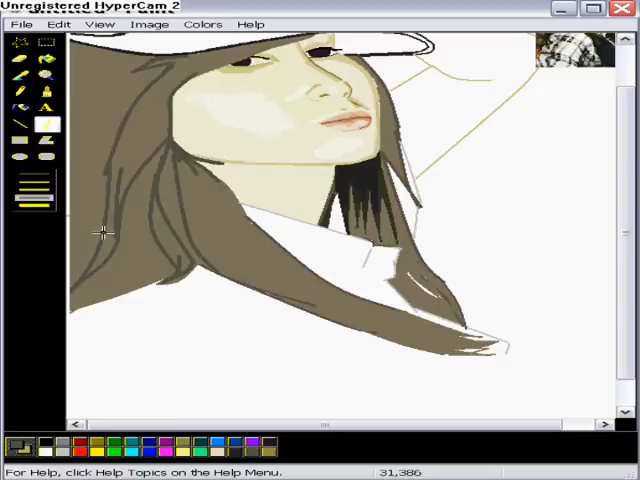 Unregistered HyperCam 2
File Edit View Image Colors Help
For Help, click Help Topics on the Help Menu.
31,386